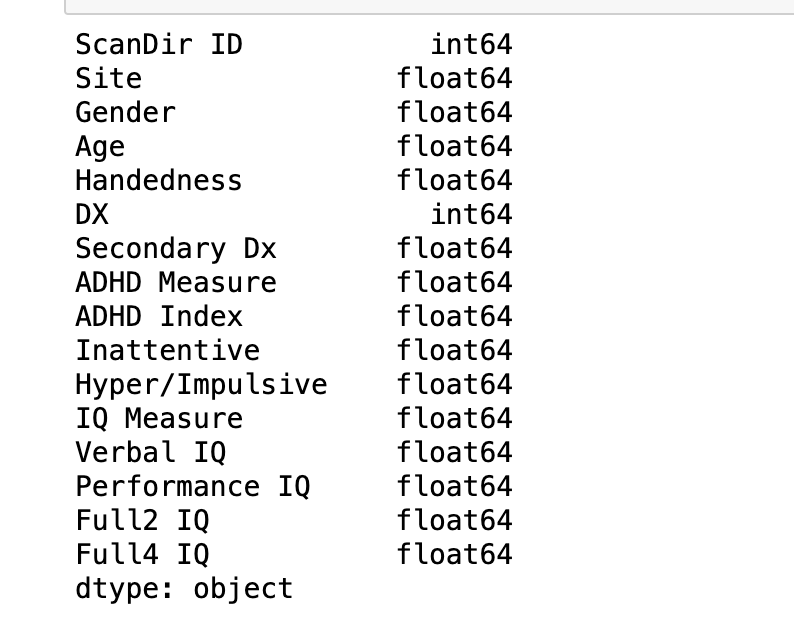 ScanDir ID int64
Site float64
Gender float64
Age float64
Handedness float64
DX int64
Secondary Dx float64
ADHD Measure float64
ADHD Index float64
Inattentive float64
Hyper/Impulsive float64
IQ Measure float64
Verbal IQ float64
Performance IQ float64
Full2 IQ float64
Full4 IQ float64
dtype: object